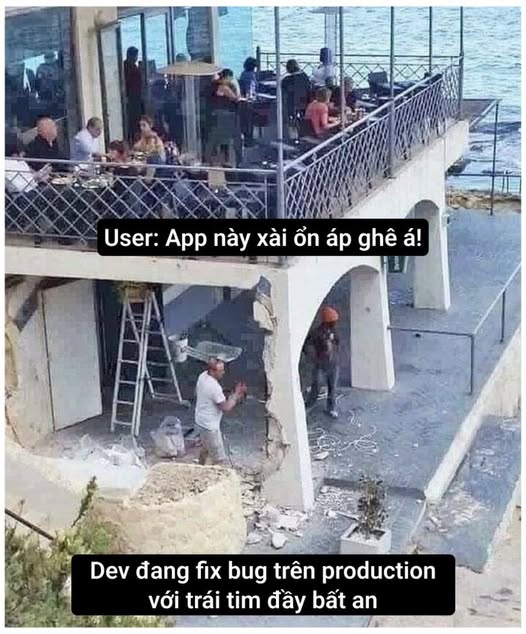 User: App này xài ổn áp ghê á!
Dev đang fix bug trên production
với trái tim đầy bất an